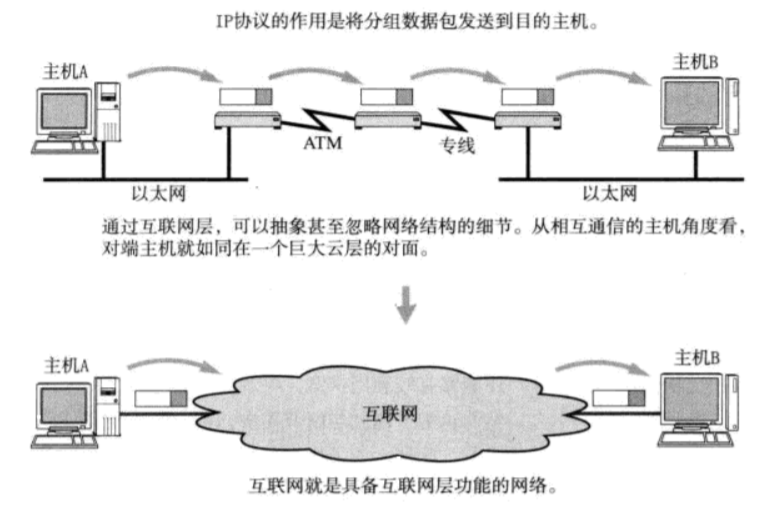 IP协议的作用是将分组数据包发送到目的主机。
主机A
主机B
ATM
专线
以太网
以太网
通过互联网层，可以抽象甚至忽略网络结构的细节。从相互通信的主机角度看，
对端主机就如同在一个巨大云层的对面。
主机A
主机B
互联网
互联网就是具备互联网层功能的网络。